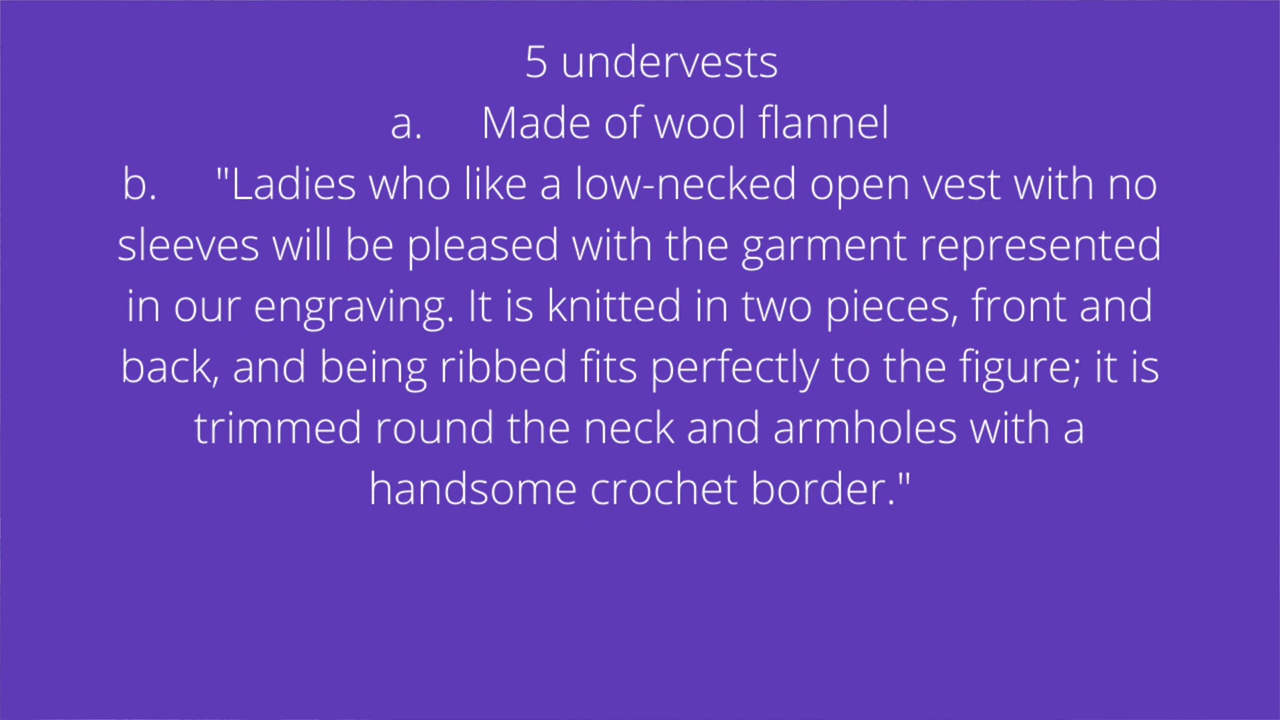 5 undervests
a. Made of wool flannel
b. "Ladies who like a low-necked open vest with no
sleeves will be pleased with the garment represented
in our engraving. It is knitted in two pieces, front and
back, and being ribbed fits perfectly to the figure; it is
trimmed round the neck and armholes with a
handsome crochet border."